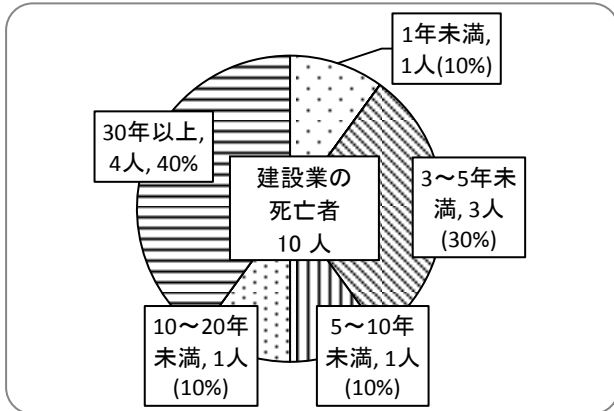 1年未満,
1人(10%)
3～5年未
満, 3人
(30%)
5～10年
未満, 1人
(10%)
10～20年
未満, 1人
(10%)
30年以上,
4人, 40%
建設業の
死亡者
10 人